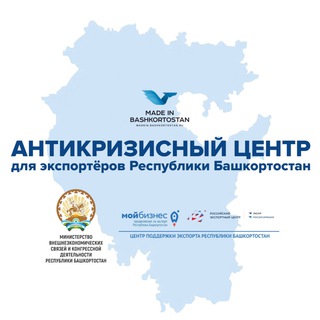 MADE IN
BASHKORTOSTAN
АНТИКРИЗИСНЫЙ ЦЕНТР
для экспортёров Республики Башкортостан
МИНИСТЕРСТВО
ВНЕШНЕЭКОНОМИЧЕСКИХ
СВЯЗЕЙ И КОНГРЕССНОЙ
ДЕЯТЕЛЬНОСТИ
РЕСПУБЛИКИ БАШКОРТОСТАН
мойбизнес
РОССИЙСКИЙ
ЭКСПОРТНЫЙ ЦЕНТР
ЦЕНТР ПОДДЕРЖКИ ЭКСПОРТА РЕСПУБЛИКИ БАШКОРТОСТАН